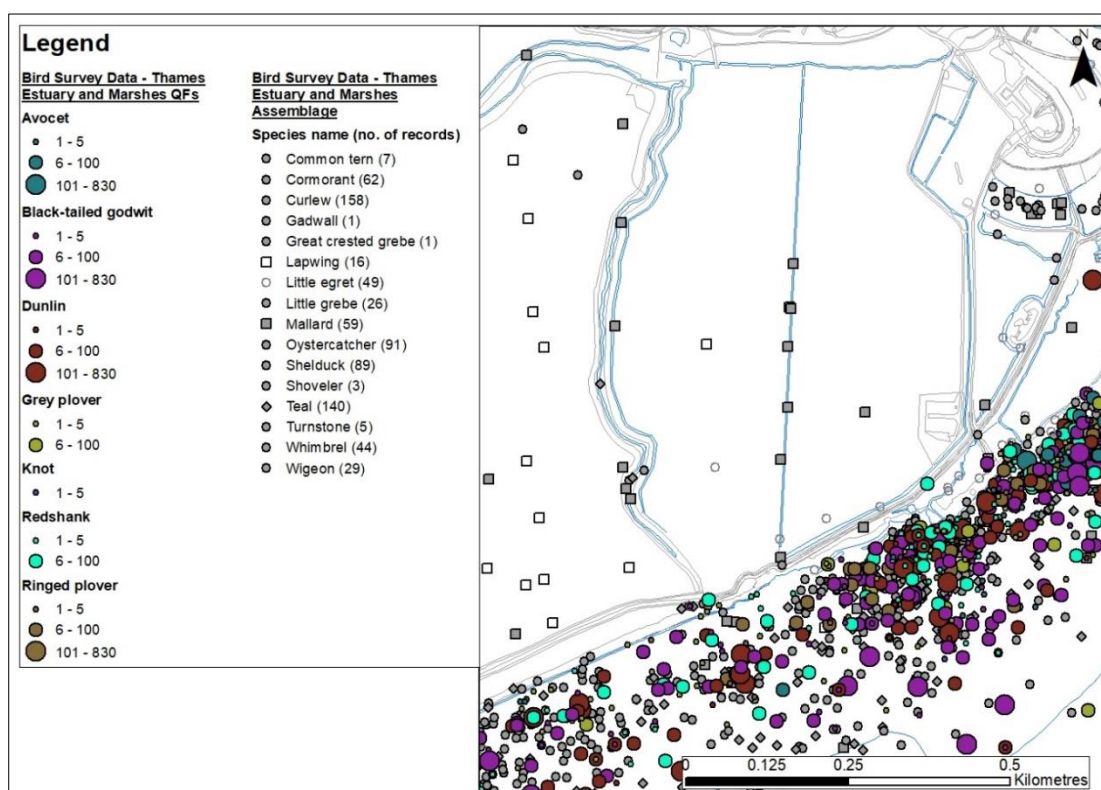 Legend
Bird Survey Data - Thames
Estuary and Marshes QFs
Avocet
1 - 5
6 - 100
101 - 830
Black-tailed godwit
1 - 5
6 - 100
101 - 830
Dunlin
1 - 5
6 - 100
101 - 830
Grey plover
1 - 5
6 - 100
Knot
1 - 5
Redshank
1 - 5
6 - 100
Ringed plover
1 - 5
6 - 100
101 - 830
Bird Survey Data - Thames
Estuary and Marshes
Assemblage
Species name (no. of records)
Common tern (7)
Cormorant (62)
Curlew (158)
Gadwall (1)
Great crested grebe (1)
Lapwing (16)
Little egret (49)
Little grebe (26)
Mallard (59)
Oystercatcher (91)
Shelduck (89)
Shoveler (3)
Teal (140)
Turnstone (5)
Whimbrel (44)
Wigeon (29)
N
0 0.125 0.25 0.5
Kilometres